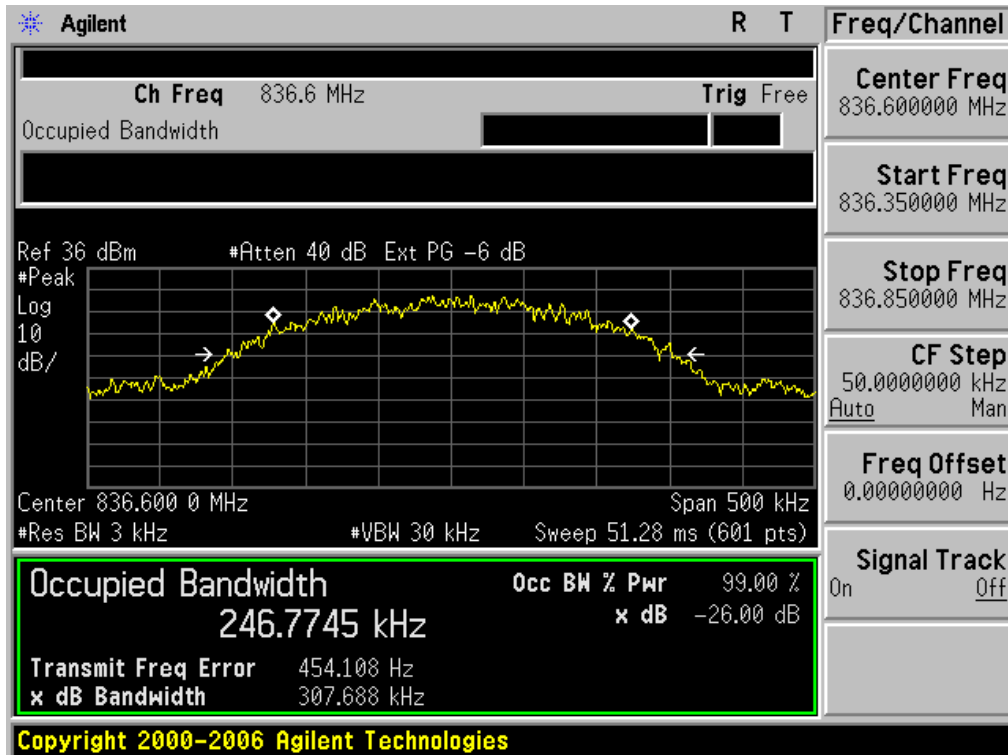 Agilent R T Freq/Channel
Ch Freq 836.6 MHz Trig Free
Occupied Bandwidth
Center Freq
836.600000 MHz
Start Freq
836.350000 MHz
Stop Freq
836.850000 MHz
CF Step
50.0000000 kHz
Auto Man
Freq Offset
0.00000000 Hz
Signal Track
On Off
Ref 36 dBm #Atten 40 dB Ext PG -6 dB
#Peak
Log
10
dB/
Center 836.600 0 MHz Span 500 kHz
#Res BW 3 kHz #VBW 30 kHz Sweep 51.28 ms (601 pts)
Occupied Bandwidth Occ BW % Pwr 99.00 %
246.7745 kHz x dB -26.00 dB
Transmit Freq Error 454.108 Hz
x dB Bandwidth 307.688 kHz
Copyright 2000-2006 Agilent Technologies